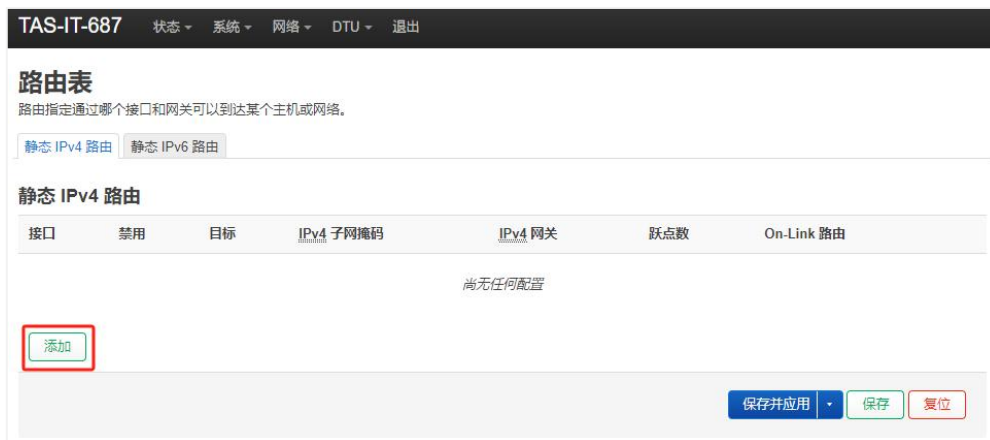 TAS-IT-687 状态 系统 网络 DTU 退出
路由表
路由指定通过哪个接口和网关可以到达某个主机或网络。
静态 IPv4 路由 静态 IPv6 路由
静态 IPv4 路由
接口 禁用 目标 IPv4 子网掩码 IPv4 网关 跃点数 On-Link 路由
尚无任何配置
添加
保存并应用 保存 复位